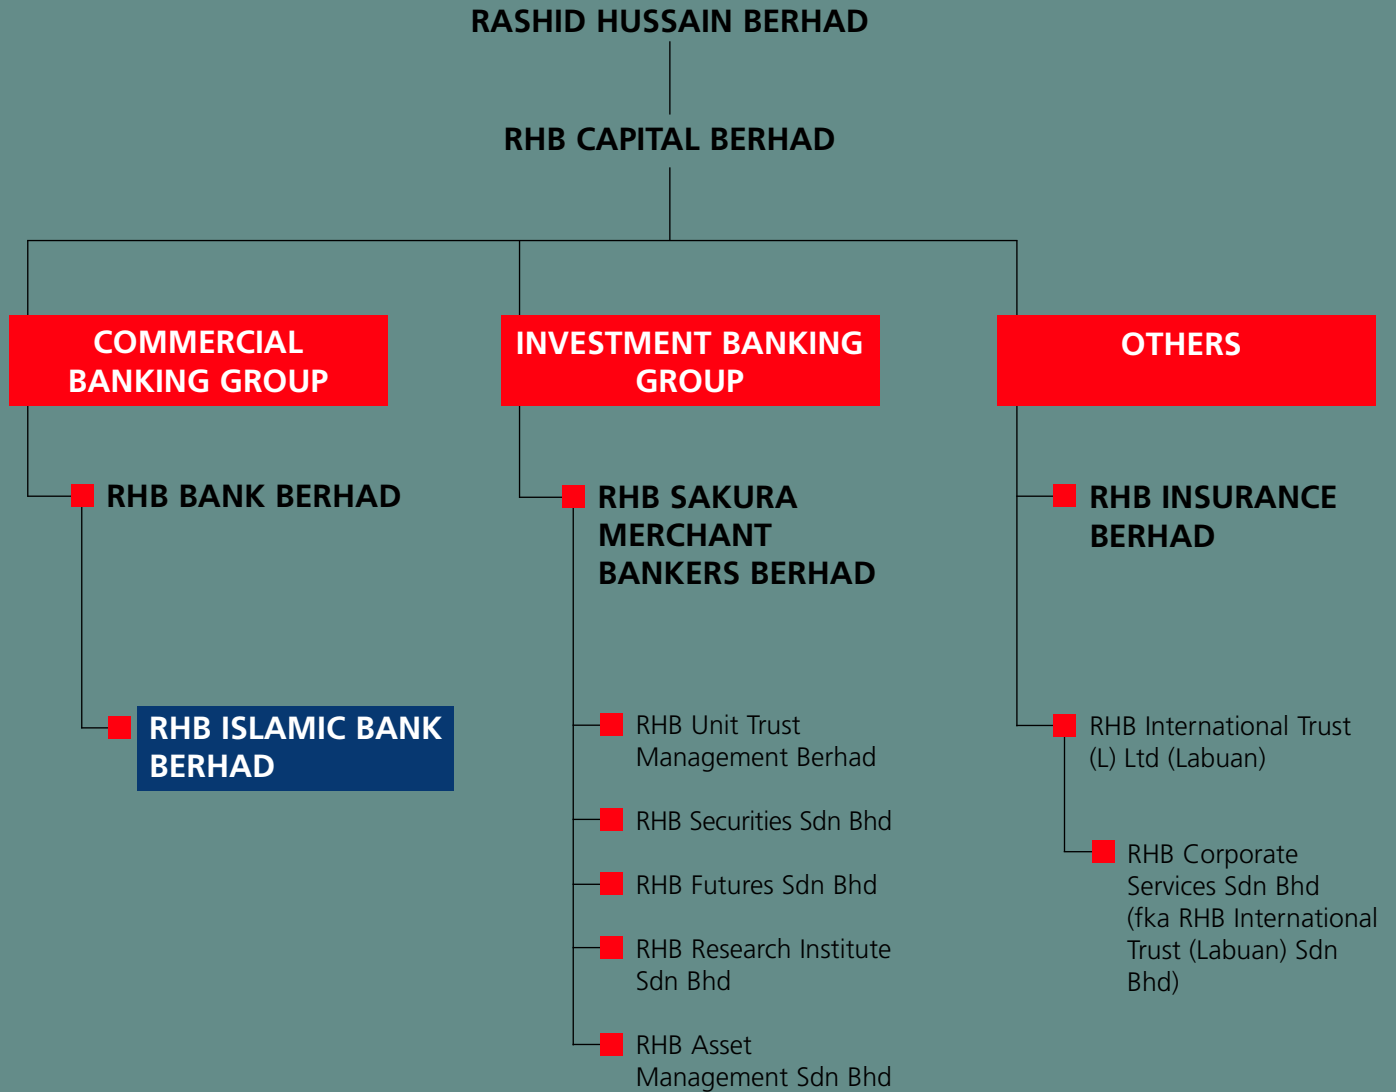 RASHID HUSSAIN BERHAD
RHB CAPITAL BERHAD
COMMERCIAL
BANKING GROUP
RHB BANK BERHAD
RHB ISLAMIC BANK
BERHAD
INVESTMENT BANKING
GROUP
RHB SAKURA
MERCHANT
BANKERS BERHAD
RHB Unit Trust
Management Berhad
RHB Securities Sdn Bhd
RHB Futures Sdn Bhd
RHB Research Institute
Sdn Bhd
RHB Asset
Management Sdn Bhd
OTHERS
RHB INSURANCE
BERHAD
RHB International Trust
(L) Ltd (Labuan)
RHB Corporate
Services Sdn Bhd
(fka RHB International
Trust (Labuan) Sdn
Bhd)